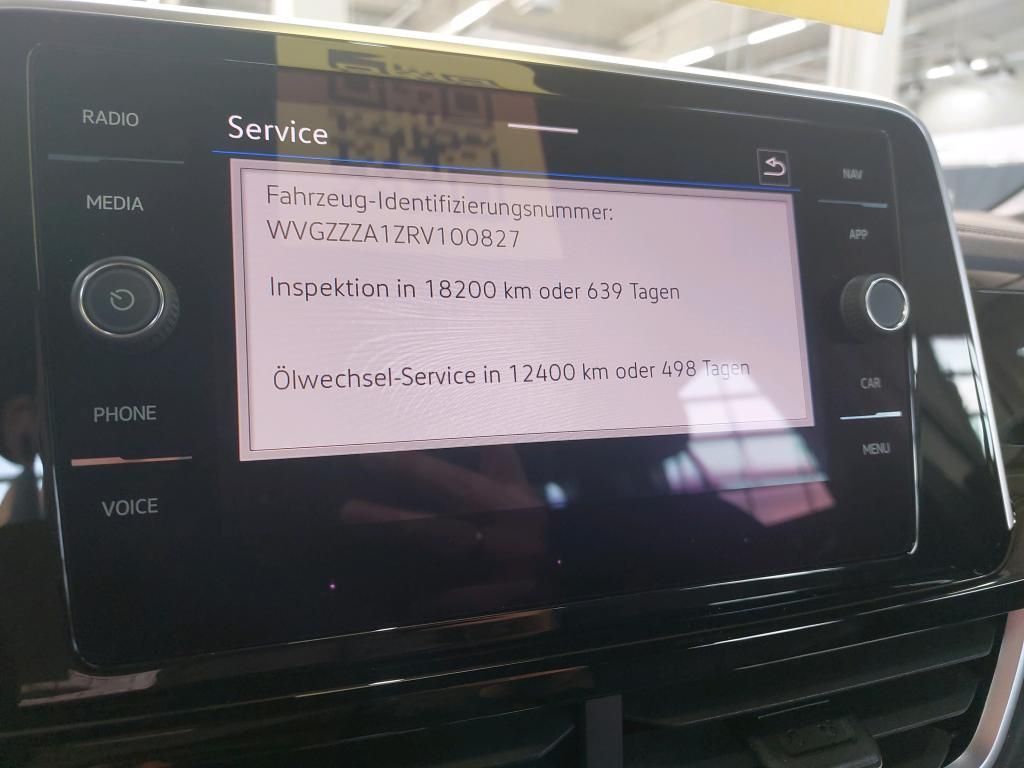 RADIO
MEDIA
PHONE
VOICE
Service
Fahrzeug-Identifizierungsnummer:
WVGZZZA1ZRV100827
Inspektion in 18200 km oder 639 Tagen
Ölwechsel-Service in 12400 km oder 498 Tagen
NAV
APP
CAR
MENU